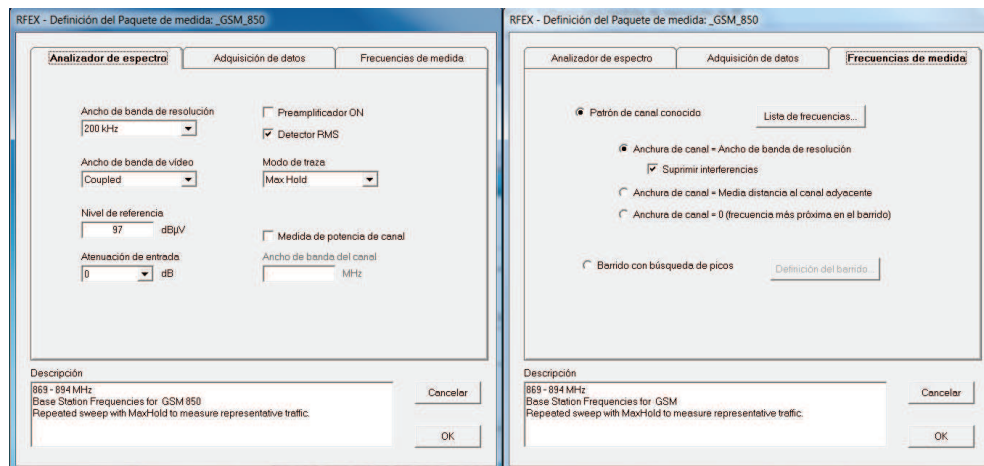 RFEX - Definición del Paquete de medida: _GSM_850
Analizador de espectro
Adquisición de datos
Frecuencias de medida
Ancho de banda de resolución
200 kHz
Preamplificador ON
Detector RMS
Ancho de banda de vídeo
Coupled
Modo de traza
Max Hold
Nivel de referencia
97 dBµV
Medida de potencia de canal
Atenuación de entrada
0 dB
Ancho de banda del canal
MHz
Descripción
869 - 894 MHz
Base Station Frequencies for GSM 850
Repeated sweep with MaxHold to measure representative traffic.
Cancelar
OK
RFEX - Definición del Paquete de medida: _GSM_850
Analizador de espectro
Adquisición de datos
Frecuencias de medida
Patrón de canal conocido
Lista de frecuencias...
Anchura de canal = Ancho de banda de resolución
Suprimir interferencias
Anchura de canal = Media distancia al canal adyacente
Anchura de canal = 0 (frecuencia más próxima en el barrido)
Barrido con búsqueda de picos
Definición del barrido...
Descripción
869 - 894 MHz
Base Station Frequencies for GSM
Repeated sweep with MaxHold to measure representative traffic.
Cancelar
OK